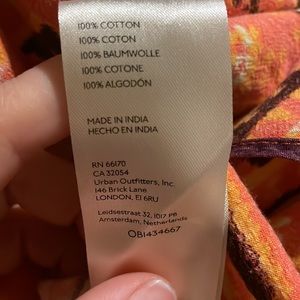 100% COTTON
100% COTON
100% BAUMWOLLE
100% COTONE
100% ALGODÓN
MADE IN INDIA
HECHO EN INDIA
RN 66170
CA 32054
Urban Outfitters, Inc.
146 Brick Lane
LONDON, E1 6RU
Leidsestraat 32, 1017 PB
Amsterdam, Netherlands
OB1434667